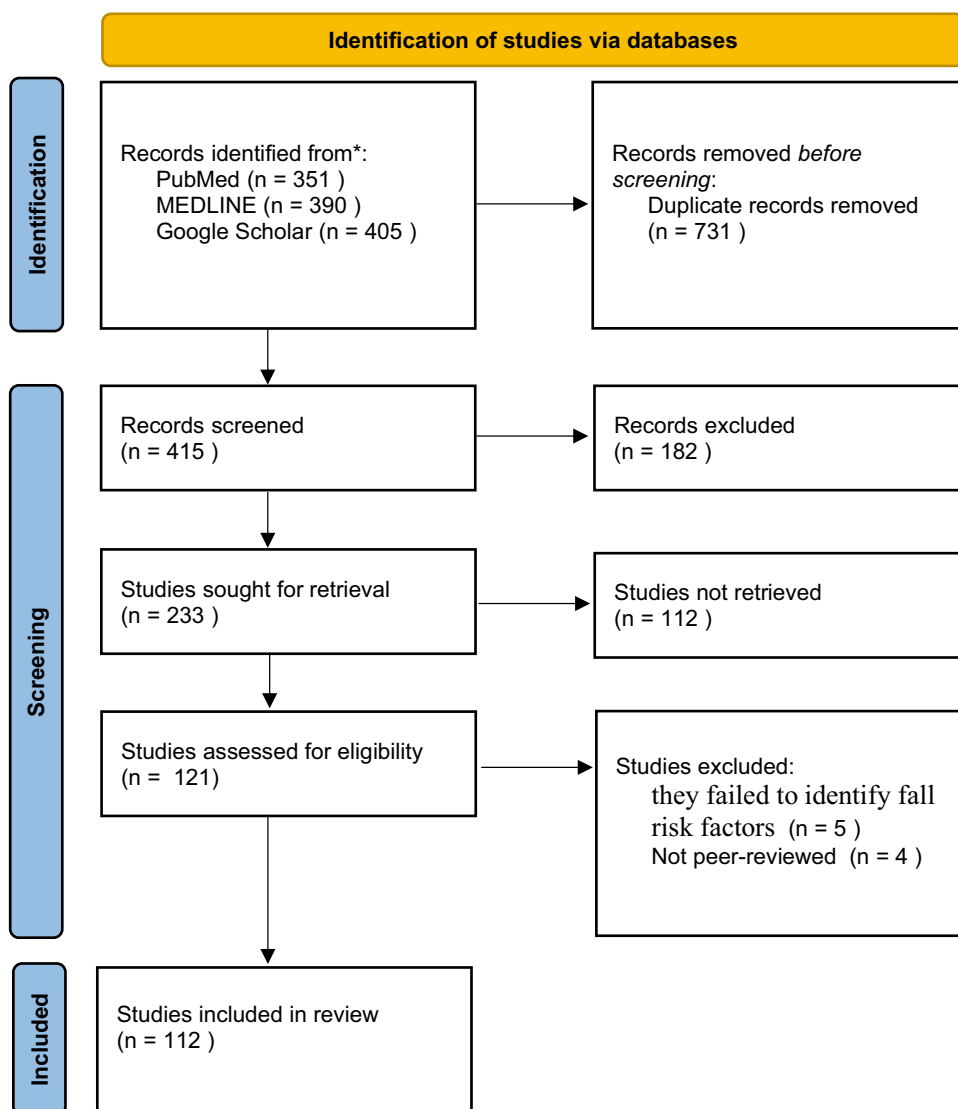 Identification of studies via databases
Identification
Records identified from*:
PubMed (n = 351 )
MEDLINE (n = 390 )
Google Scholar (n = 405 )
Records removed before
screening:
Duplicate records removed
(n = 731 )
Screening
Records screened
(n = 415 )
Records excluded
(n = 182 )
Studies sought for retrieval
(n = 233 )
Studies not retrieved
(n = 112 )
Studies assessed for eligibility
(n =  121)
Studies excluded:
they failed to identify fall
risk factors (n = 5 )
Not peer-reviewed (n = 4 )
Included
Studies included in review
(n = 112 )